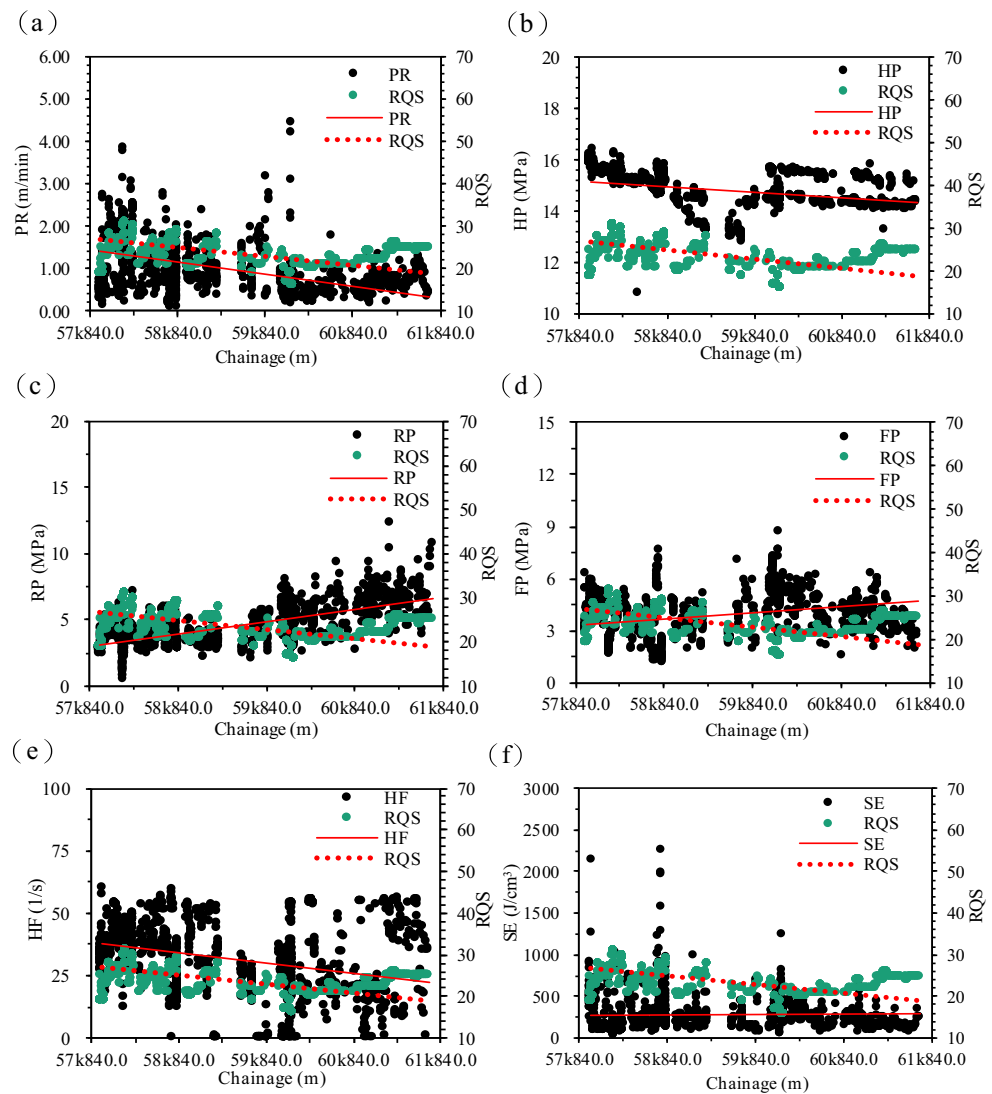 (a)
6.00
5.00
4.00
3.00
2.00
1.00
0.00
PR (m/min)
70
60
50
40
30
20
10
RQS
PR
RQS
PR
RQS
57k840.0 58k840.0 59k840.0 60k840.0 61k840.0
Chainage (m)
(b)
20
18
16
14
12
10
HP (MPa)
70
60
50
40
30
20
10
RQS
HP
RQS
HP
RQS
57k840.0 58k840.0 59k840.0 60k840.0 61k840.0
Chainage (m)
(c)
20
15
10
5
0
RP (MPa)
70
60
50
40
30
20
10
RQS
RP
RQS
RP
RQS
57k840.0 58k840.0 59k840.0 60k840.0 61k840.0
Chainage (m)
(d)
15
12
9
6
3
0
FP (MPa)
70
60
50
40
30
20
10
RQS
FP
RQS
FP
RQS
57k840.0 58k840.0 59k840.0 60k840.0 61k840.0
Chainage (m)
(e)
100
75
50
25
0
HF (1/s)
70
60
50
40
30
20
10
RQS
HF
RQS
HF
RQS
57k840.0 58k840.0 59k840.0 60k840.0 61k840.0
Chainage (m)
(f)
3000
2500
2000
1500
1000
500
0
SE (J/cm³)
70
60
50
40
30
20
10
RQS
SE
RQS
SE
RQS
57k840.0 58k840.0 59k840.0 60k840.0 61k840.0
Chainage (m)